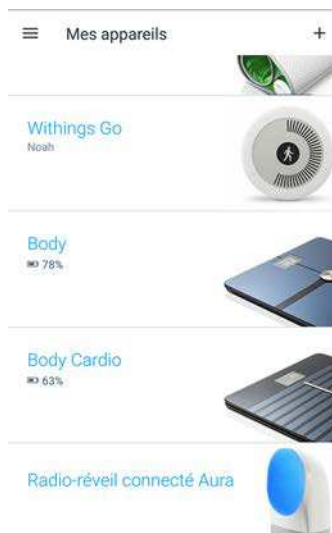 Mes appareils
Withings Go
Noah
Body
78%
Body Cardio
63%
Radio-réveil connecté Aura